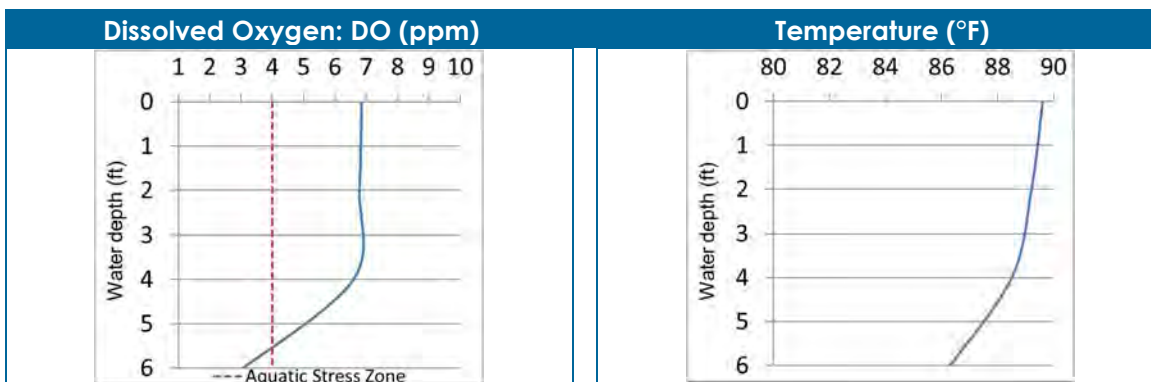 Dissolved Oxygen: DO (ppm)
1 2 3 4 5 6 7 8 9 10
0
1
2
3
4
5
6
Water depth (ft)
Aquatic Stress Zone
Temperature (°F)
80 82 84 86 88 90
0
1
2
3
4
5
6
Water depth (ft)